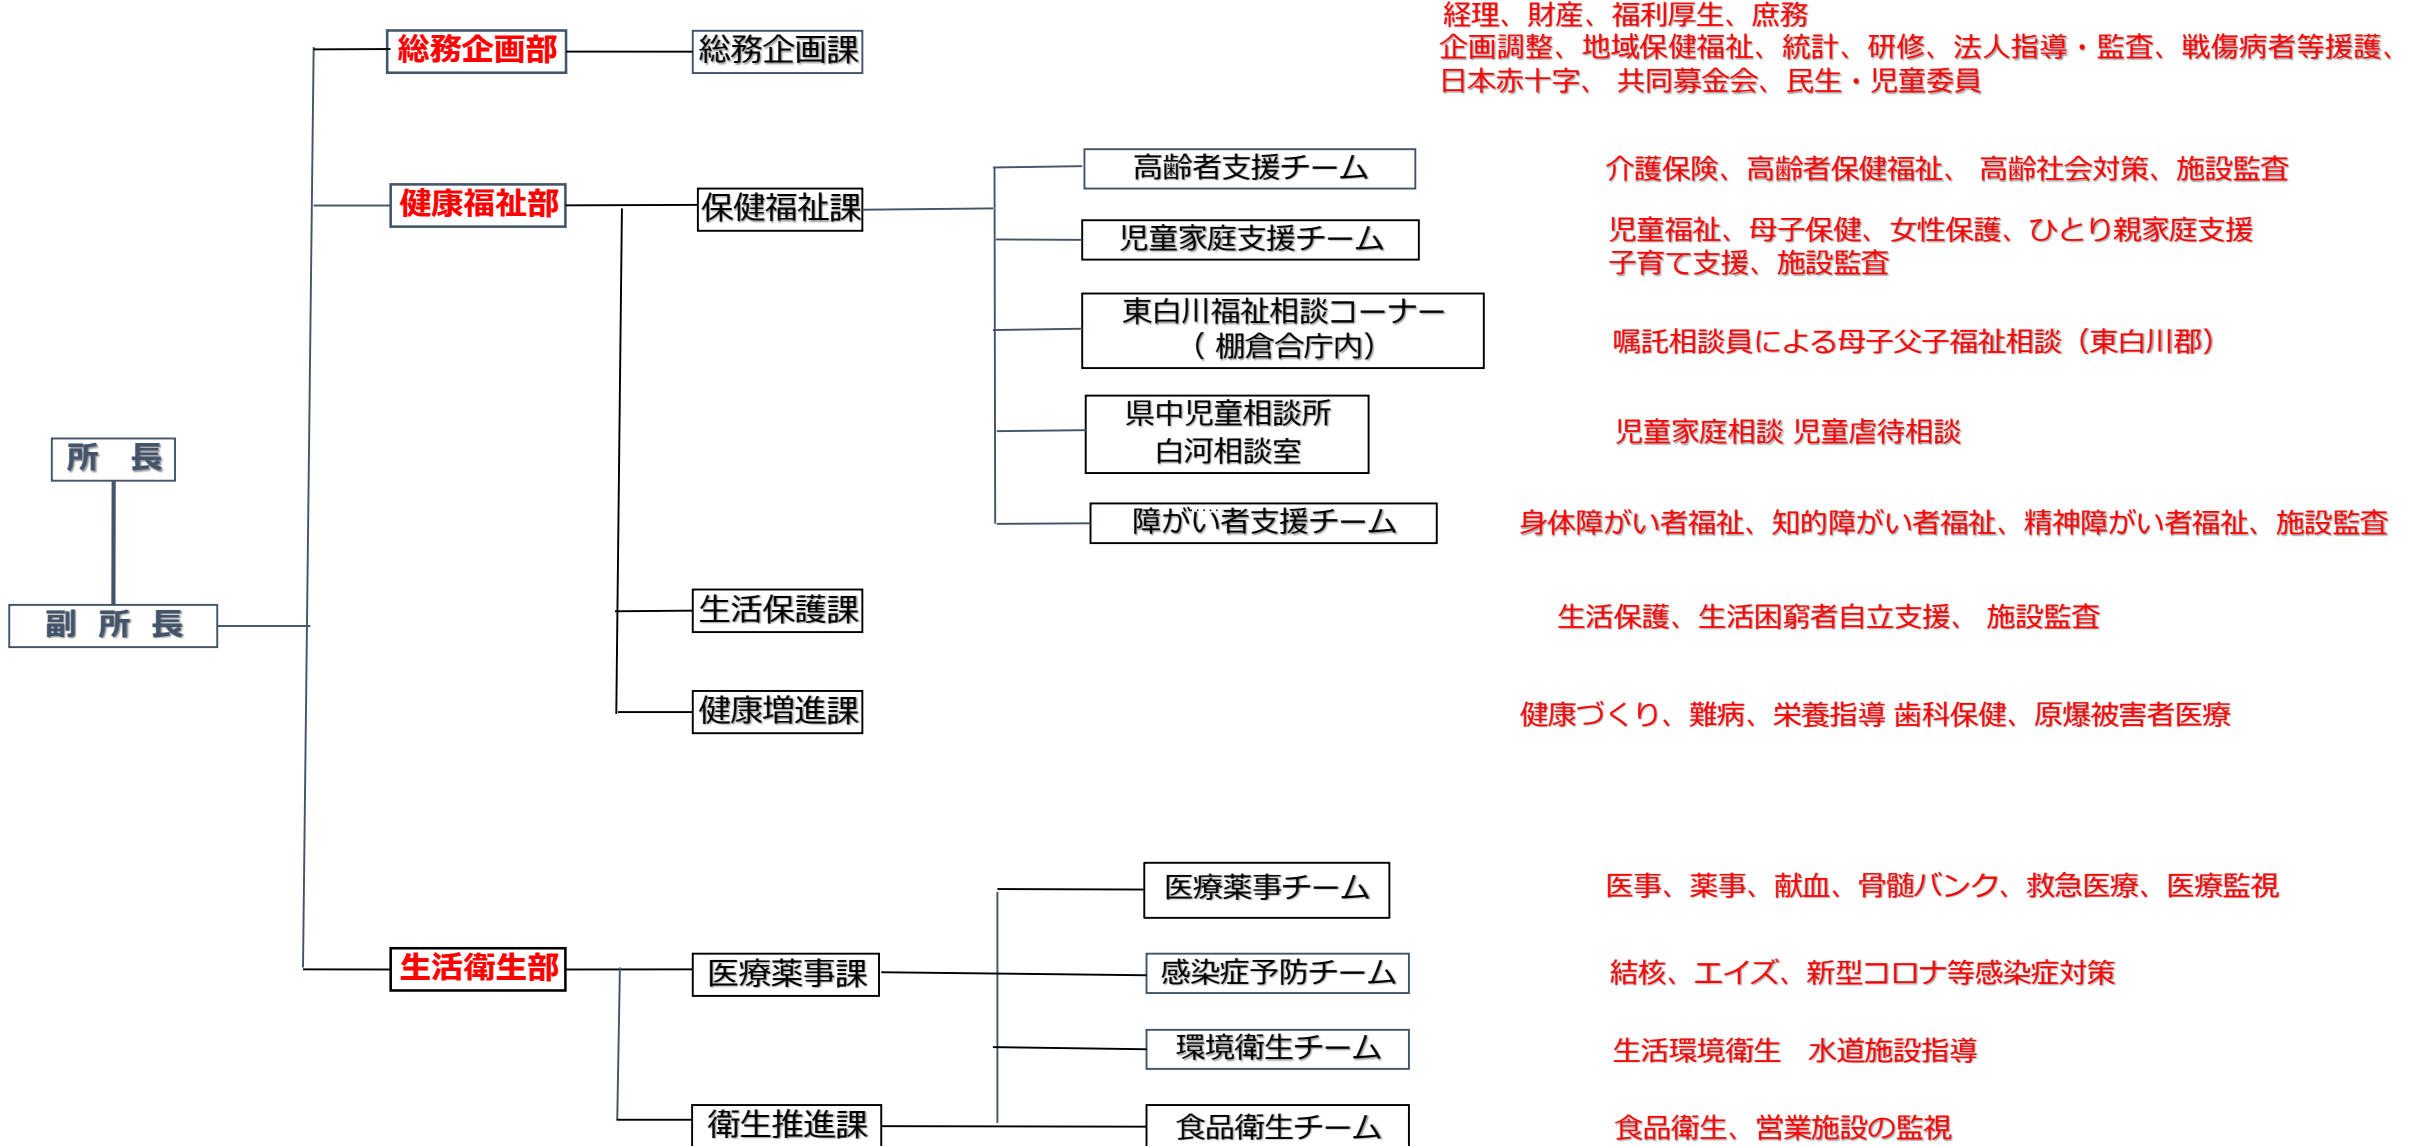 経理、財産、福利厚生、庶務
総務企画部
総務企画課
企画調整、地域保健福祉、統計、研修、法人指導・監査、戦傷病者等援護、
日本赤十字、 共同募金会、民生・児童委員
高齢者支援チーム
介護保険、高齢者保健福祉、 高齢社会対策、施設監査
健康福祉部
保健福祉課
児童家庭支援チーム
児童福祉、母子保健、女性保護、ひとり親家庭支援
子育て支援、施設監査
東白川福祉相談コーナー
（ 棚倉合庁内）
嘱託相談員による母子父子福祉相談（東白川郡）
県中児童相談所
白河相談室
児童家庭相談 児童虐待相談
所　長
障がい者支援チーム
身体障がい者福祉、知的障がい者福祉、精神障がい者福祉、施設監査
副 所 長
生活保護課
生活保護、生活困窮者自立支援、 施設監査
健康増進課
健康づくり、難病、栄養指導 歯科保健、原爆被害者医療
医療薬事チーム
医事、薬事、献血、骨髄バンク、救急医療、医療監視
生活衛生部
医療薬事課
感染症予防チーム
結核、エイズ、新型コロナ等感染症対策
環境衛生チーム
生活環境衛生　水道施設指導
衛生推進課
食品衛生チーム
食品衛生、営業施設の監視